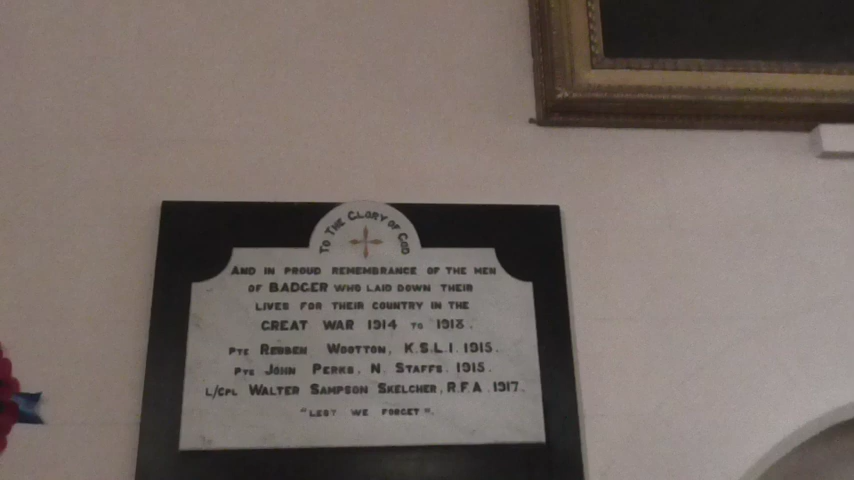 TO THE GLORY OF GOD
AND IN PROUD REMEMBRANCE OF THE MEN
OF BADGER WHO LAID DOWN THEIR
LIVES FOR THEIR COUNTRY IN THE
GREAT WAR 1914 TO 1918.
PTE REUBEN WOOTTON, K.S.L.I. 1915.
PTE JOHN PERKS, N. STAFFS. 1915.
L/CPL WALTER SAMPSON SKELCHER, R.F.A. 1917.
"LEST WE FORGET".